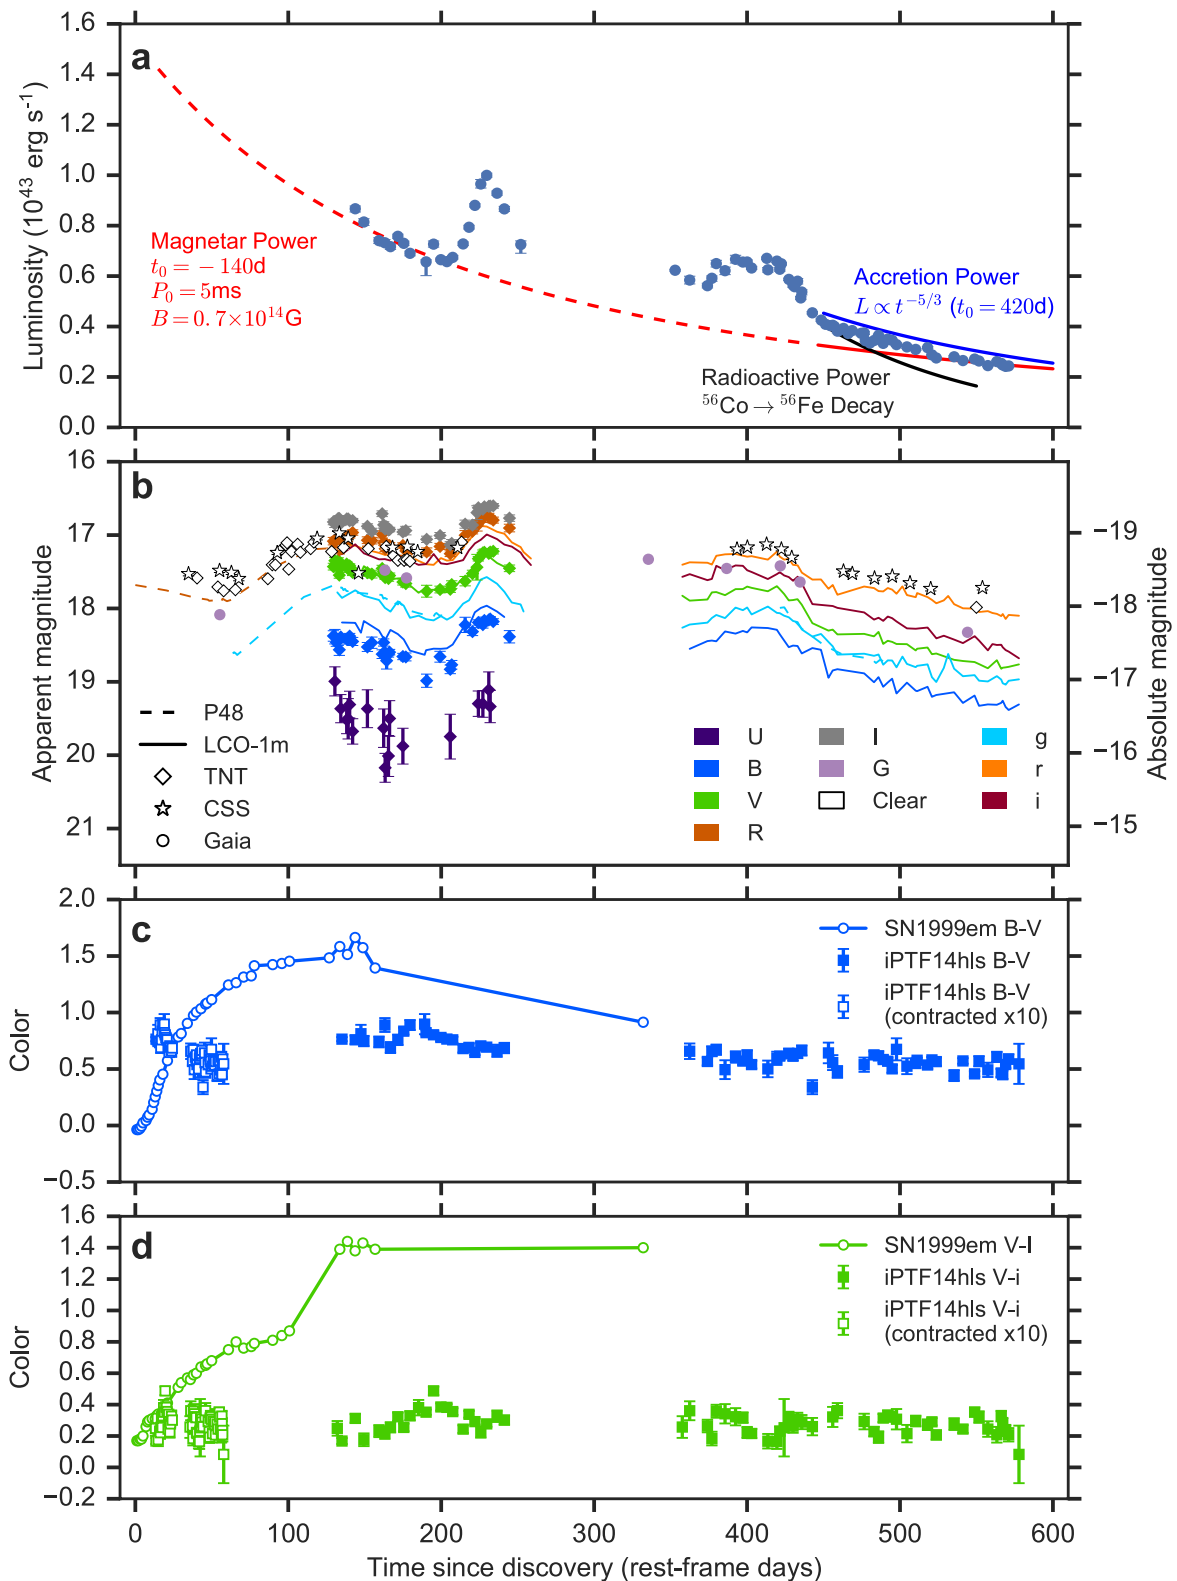 a
1.6
1.4
1.2
1.0
0.8
0.6
0.4
0.2
0.0
Luminosity (10⁴³ erg s⁻¹)
Magnetar Power
t₀ = −140d
P₀ = 5ms
B = 0.7×10¹⁴G
Accretion Power
L ∝ t⁻⁵/³ (t₀ = 420d)
Radioactive Power
⁵⁶Co → ⁵⁶Fe Decay
b
16
17
18
19
20
21
Apparent magnitude
−19
−18
−17
−16
−15
Absolute magnitude
P48
LCO-1m
TNT
CSS
Gaia
U
B
V
R
I
G
Clear
g
r
i
c
2.0
1.5
1.0
0.5
0.0
−0.5
Color
SN1999em B-V
iPTF14hls B-V
iPTF14hls B-V
(contracted x10)
d
1.6
1.4
1.2
1.0
0.8
0.6
0.4
0.2
0.0
−0.2
Color
SN1999em V-I
iPTF14hls V-i
iPTF14hls V-i
(contracted x10)
0
100
200
300
400
500
600
Time since discovery (rest-frame days)